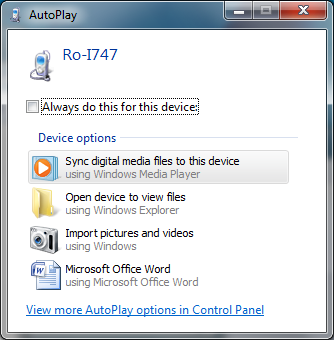 AutoPlay
Ro-I747
Always do this for this device:
Device options
Sync digital media files to this device
using Windows Media Player
Open device to view files
using Windows Explorer
Import pictures and videos
using Windows
Microsoft Office Word
using Microsoft Office Word
View more AutoPlay options in Control Panel